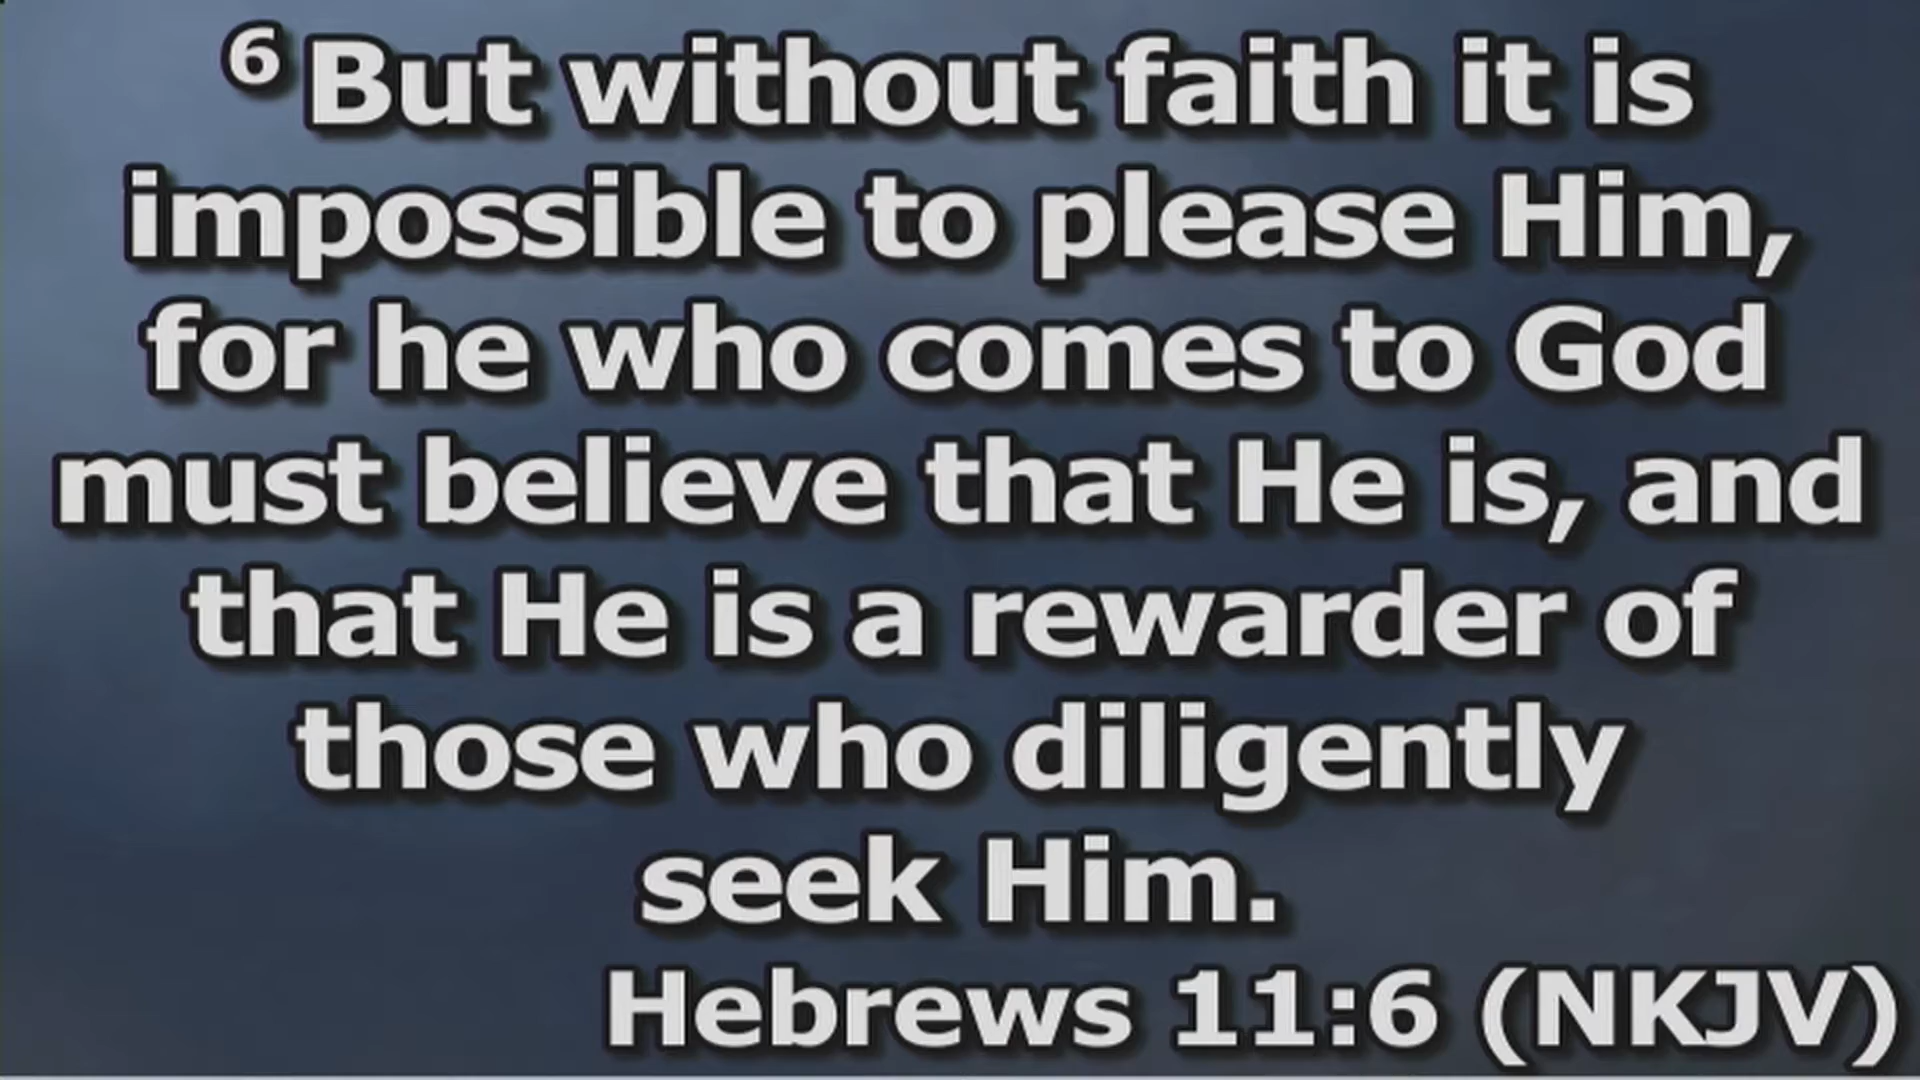 6 But without faith it is
impossible to please Him,
for he who comes to God
must believe that He is, and
that He is a rewarder of
those who diligently
seek Him.
Hebrews 11:6 (NKJV)